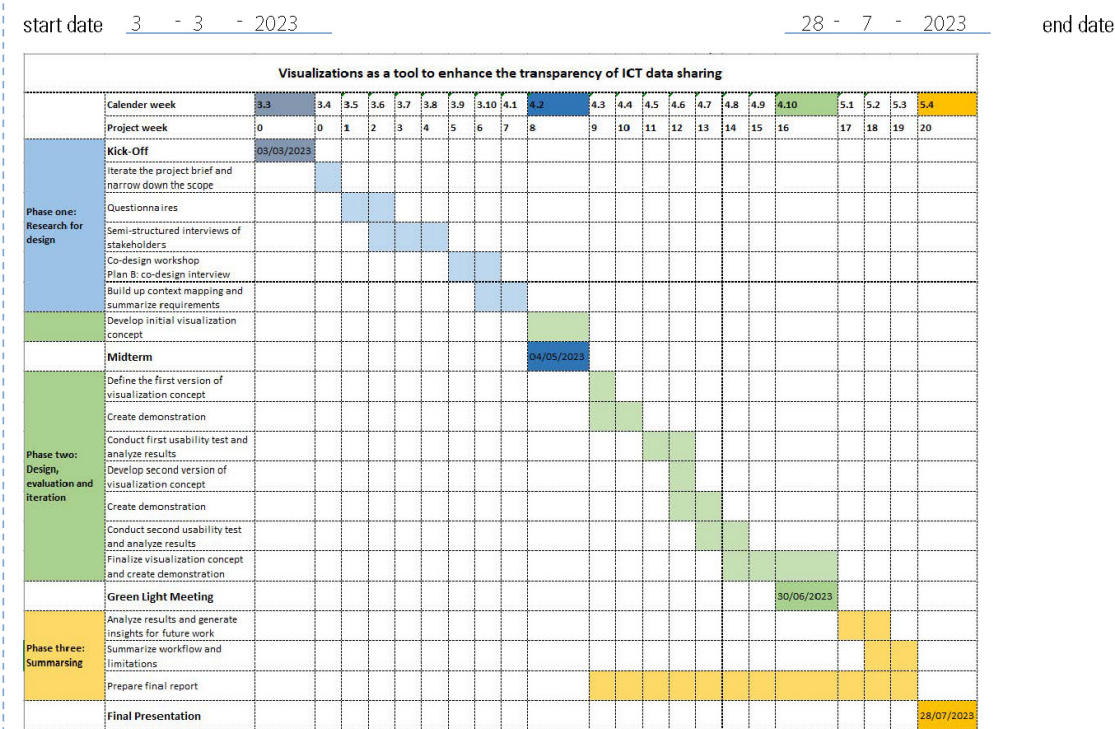 start date 3 - 3 - 2023 28 - 7 - 2023 end date
Visualizations as a tool to enhance the transparency of ICT data sharing
Calender week 3.3 3.4 3.5 3.6 3.7 3.8 3.9 3.10 4.1 4.2 4.3 4.4 4.5 4.6 4.7 4.8 4.9 4.10 5.1 5.2 5.3 5.4
Project week 0 0 1 2 3 4 5 6 7 8 9 10 11 12 13 14 15 16 17 18 19 20
Phase one:
Research for
design
Kick-Off 03/03/2023
Iterate the project brief and
narrow down the scope
Questionnaires
Semi-structured interviews of
stakeholders
Co-design workshop
Plan B: co-design interview
Build up context mapping and
summarize requirements
Develop initial visualization
concept
Midterm 04/05/2023
Phase two:
Design,
evaluation and
iteration
Define the first version of
visualization concept
Create demonstration
Conduct first usability test and
analyze results
Develop second version of
visualization concept
Create demonstration
Conduct second usability test
and analyze results
Finalize visualization concept
and create demonstration
Green Light Meeting 30/06/2023
Phase three:
Summarsing
Analyze results and generate
insights for future work
Summarize workflow and
limitations
Prepare final report
Final Presentation 28/07/2023